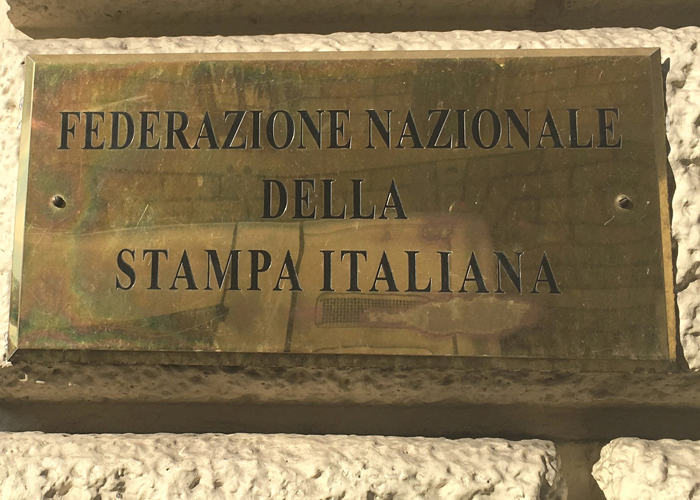 FEDERAZIONE NAZIONALE
DELLA
STAMPA ITALIANA